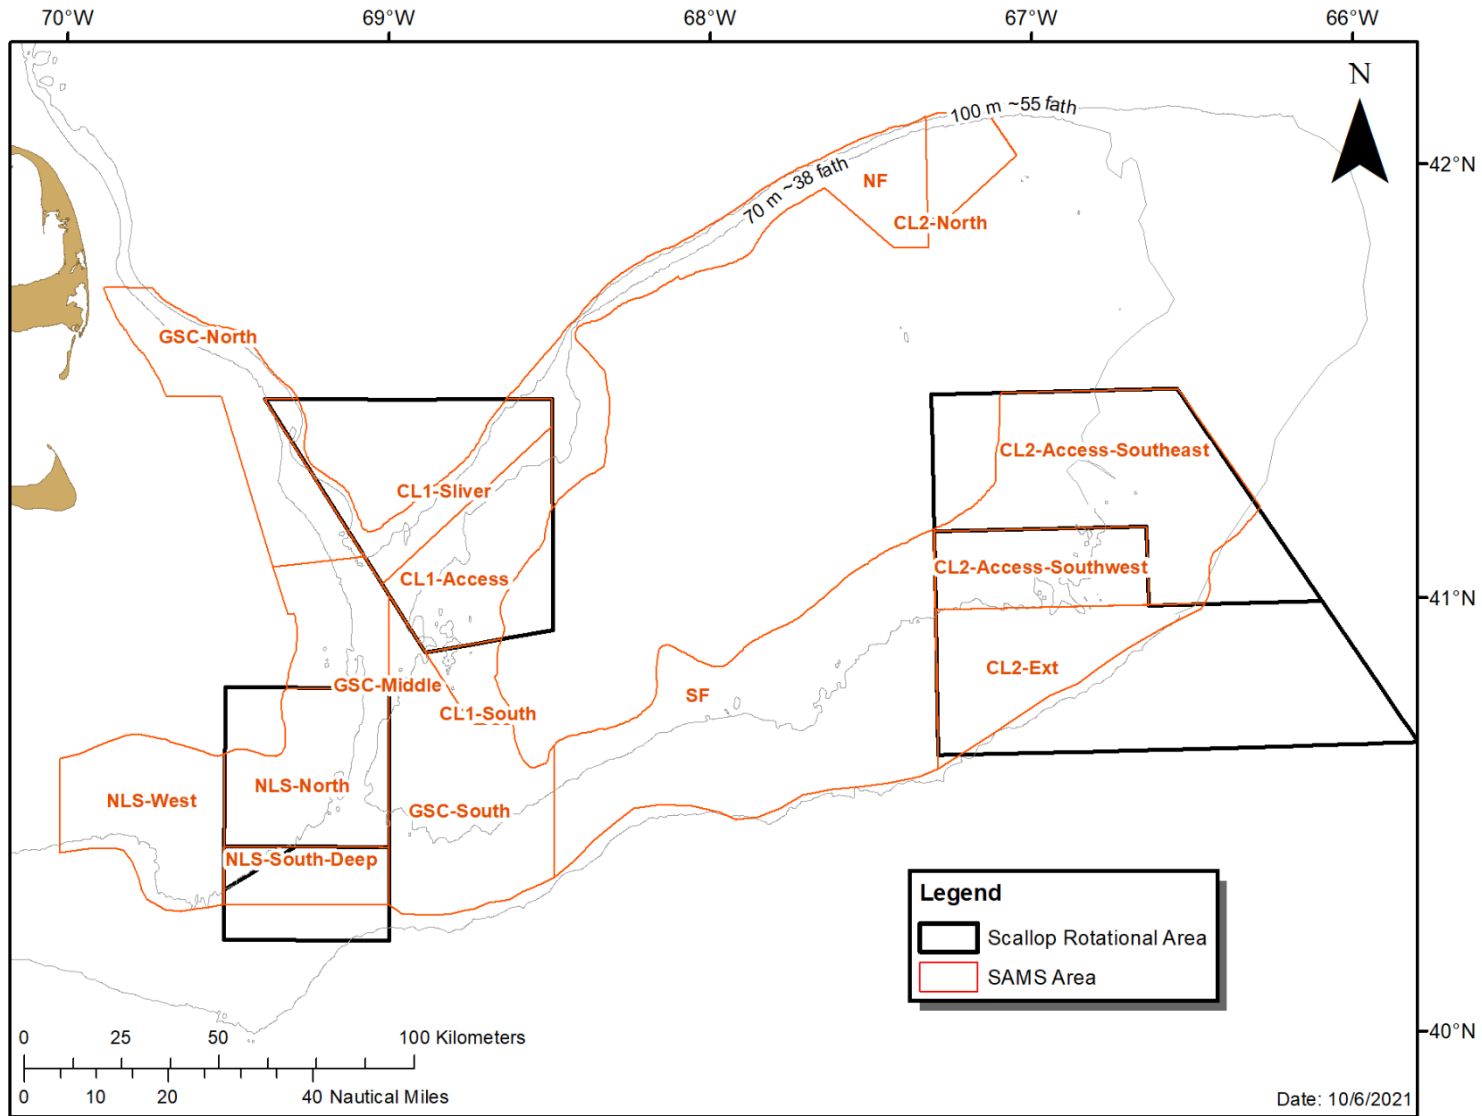 70°W 69°W 68°W 67°W 66°W
N
100 m ~55 fath
42°N
70 m ~38 fath
NF
CL2-North
GSC-North
CL2-Access-Southeast
CL1-Sliver
CL2-Access-Southwest
CL1-Access
41°N
CL2-Ext
GSC-Middle
SF
CL1-South
NLS-North
NLS-West
GSC-South
NLS-South-Deep
Legend
Scallop Rotational Area
SAMS Area
40°N
0 25 50 100 Kilometers
0 10 20 40 Nautical Miles
Date: 10/6/2021